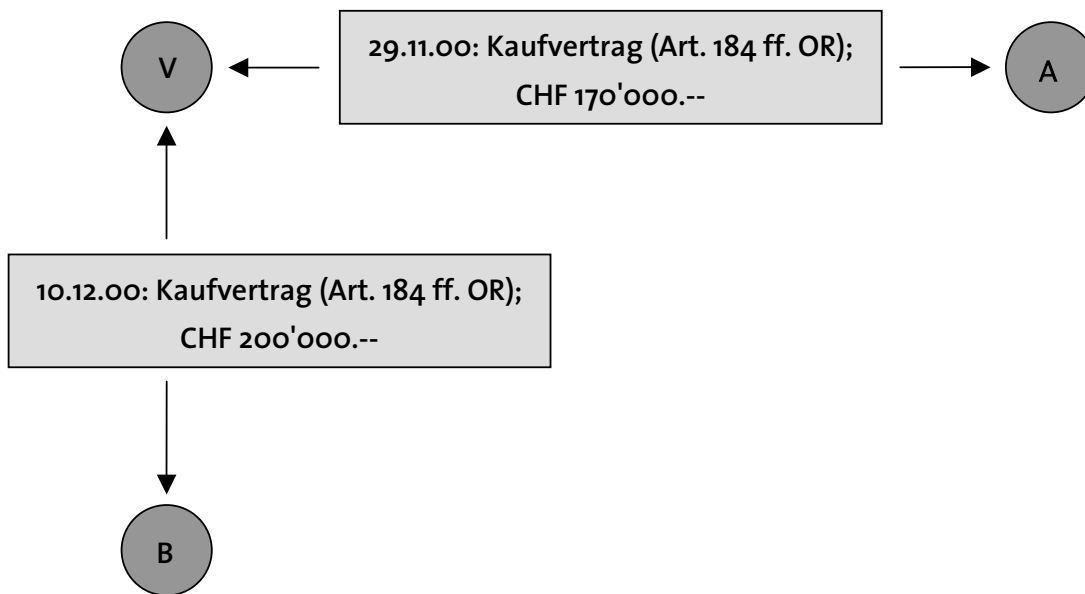 V
29.11.00: Kaufvertrag (Art. 184 ff. OR);
CHF 170'000.--
A
10.12.00: Kaufvertrag (Art. 184 ff. OR);
CHF 200'000.--
B